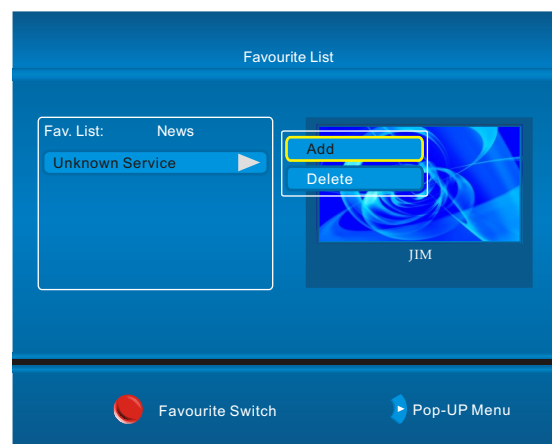 Favourite List
Fav. List: News
Unknown Service
Add
Delete
JIM
Favourite Switch
Pop-UP Menu